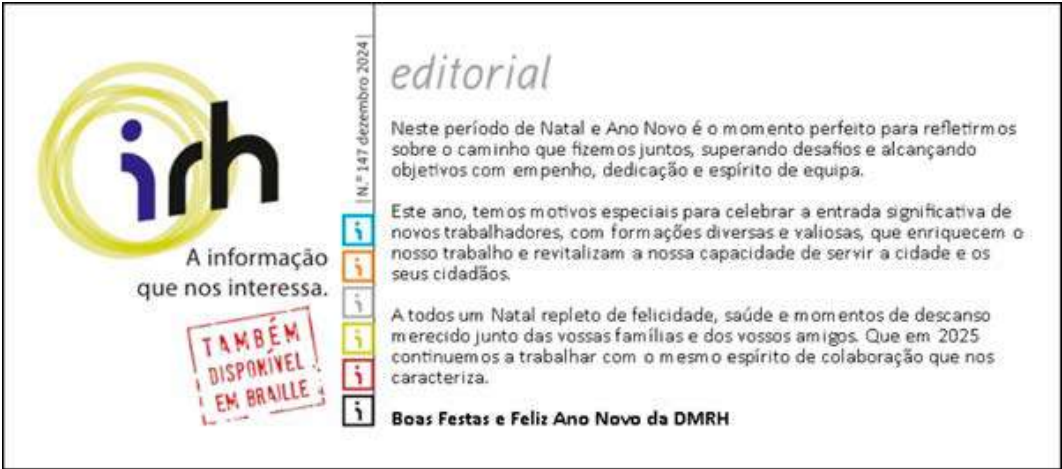 irh
A informação
que nos interessa.
TAMBÉM
DISPONÍVEL
EM BRAILLE
|N.º 147 dezembro 2024|
i
i
i
i
i
i
editorial
Neste período de Natal e Ano Novo é o momento perfeito para refletirmos
sobre o caminho que fizemos juntos, superando desafios e alcançando
objetivos com empenho, dedicação e espírito de equipa.
Este ano, temos motivos especiais para celebrar a entrada significativa de
novos trabalhadores, com formações diversas e valiosas, que enriquecem o
nosso trabalho e revitalizam a nossa capacidade de servir a cidade e os
seus cidadãos.
A todos um Natal repleto de felicidade, saúde e momentos de descanso
merecido junto das vossas famílias e dos vossos amigos. Que em 2025
continuemos a trabalhar com o mesmo espírito de colaboração que nos
caracteriza.
Boas Festas e Feliz Ano Novo da DMRH